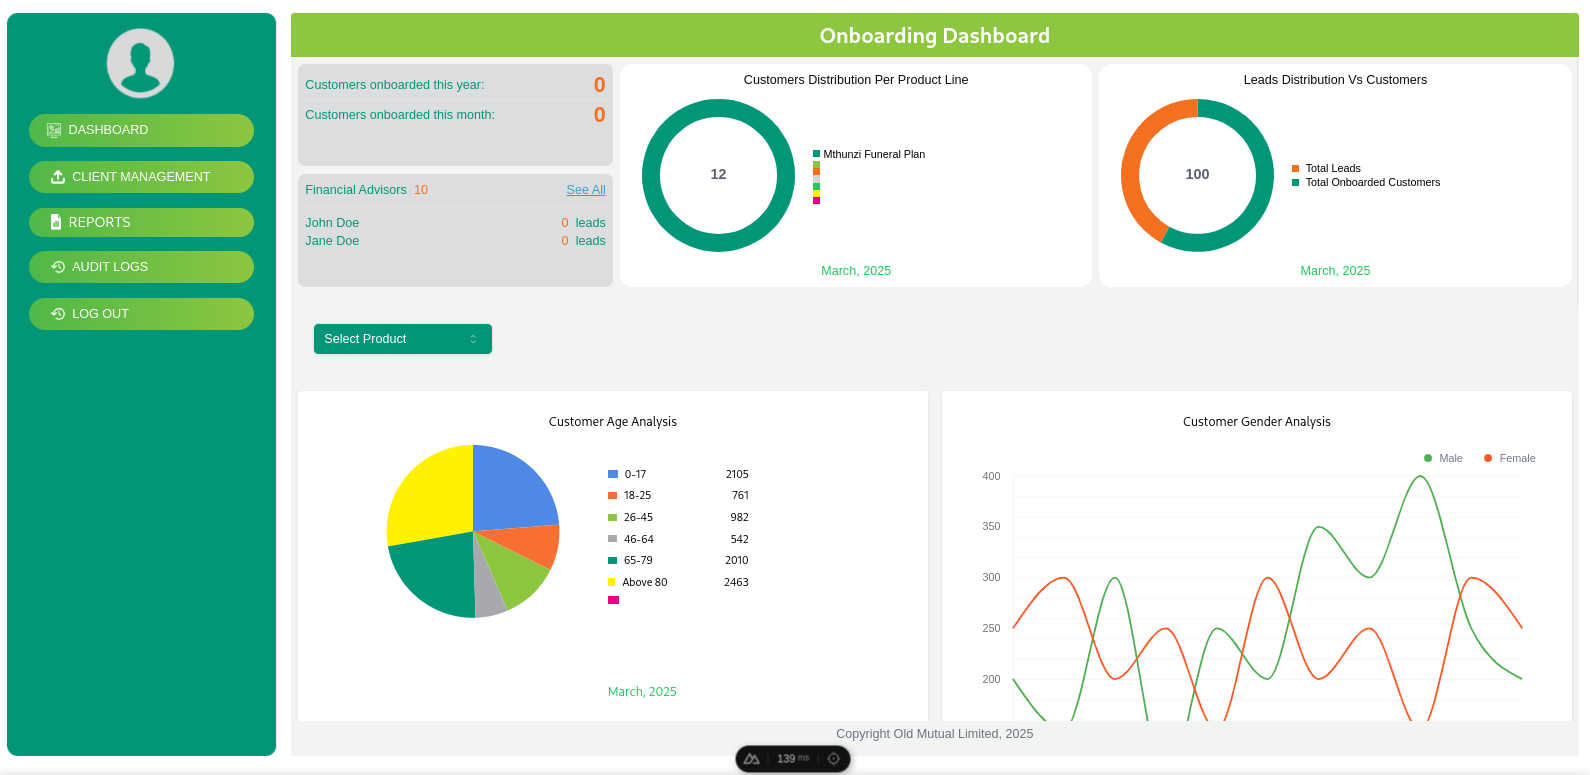 DASHBOARD
CLIENT MANAGEMENT
REPORTS
AUDIT LOGS
LOG OUT
Onboarding Dashboard
Customers onboarded this year: 0
Customers onboarded this month: 0
Financial Advisors 10 See All
John Doe 0 leads
Jane Doe 0 leads
Customers Distribution Per Product Line
12
Mthunzi Funeral Plan
March, 2025
Leads Distribution Vs Customers
100
Total Leads
Total Onboarded Customers
March, 2025
Select Product
Customer Age Analysis
0-17 2105
18-25 761
26-45 982
46-64 542
65-79 2010
Above 80 2463
March, 2025
Customer Gender Analysis
Male Female
400
350
300
250
200
Copyright Old Mutual Limited, 2025
139 ms